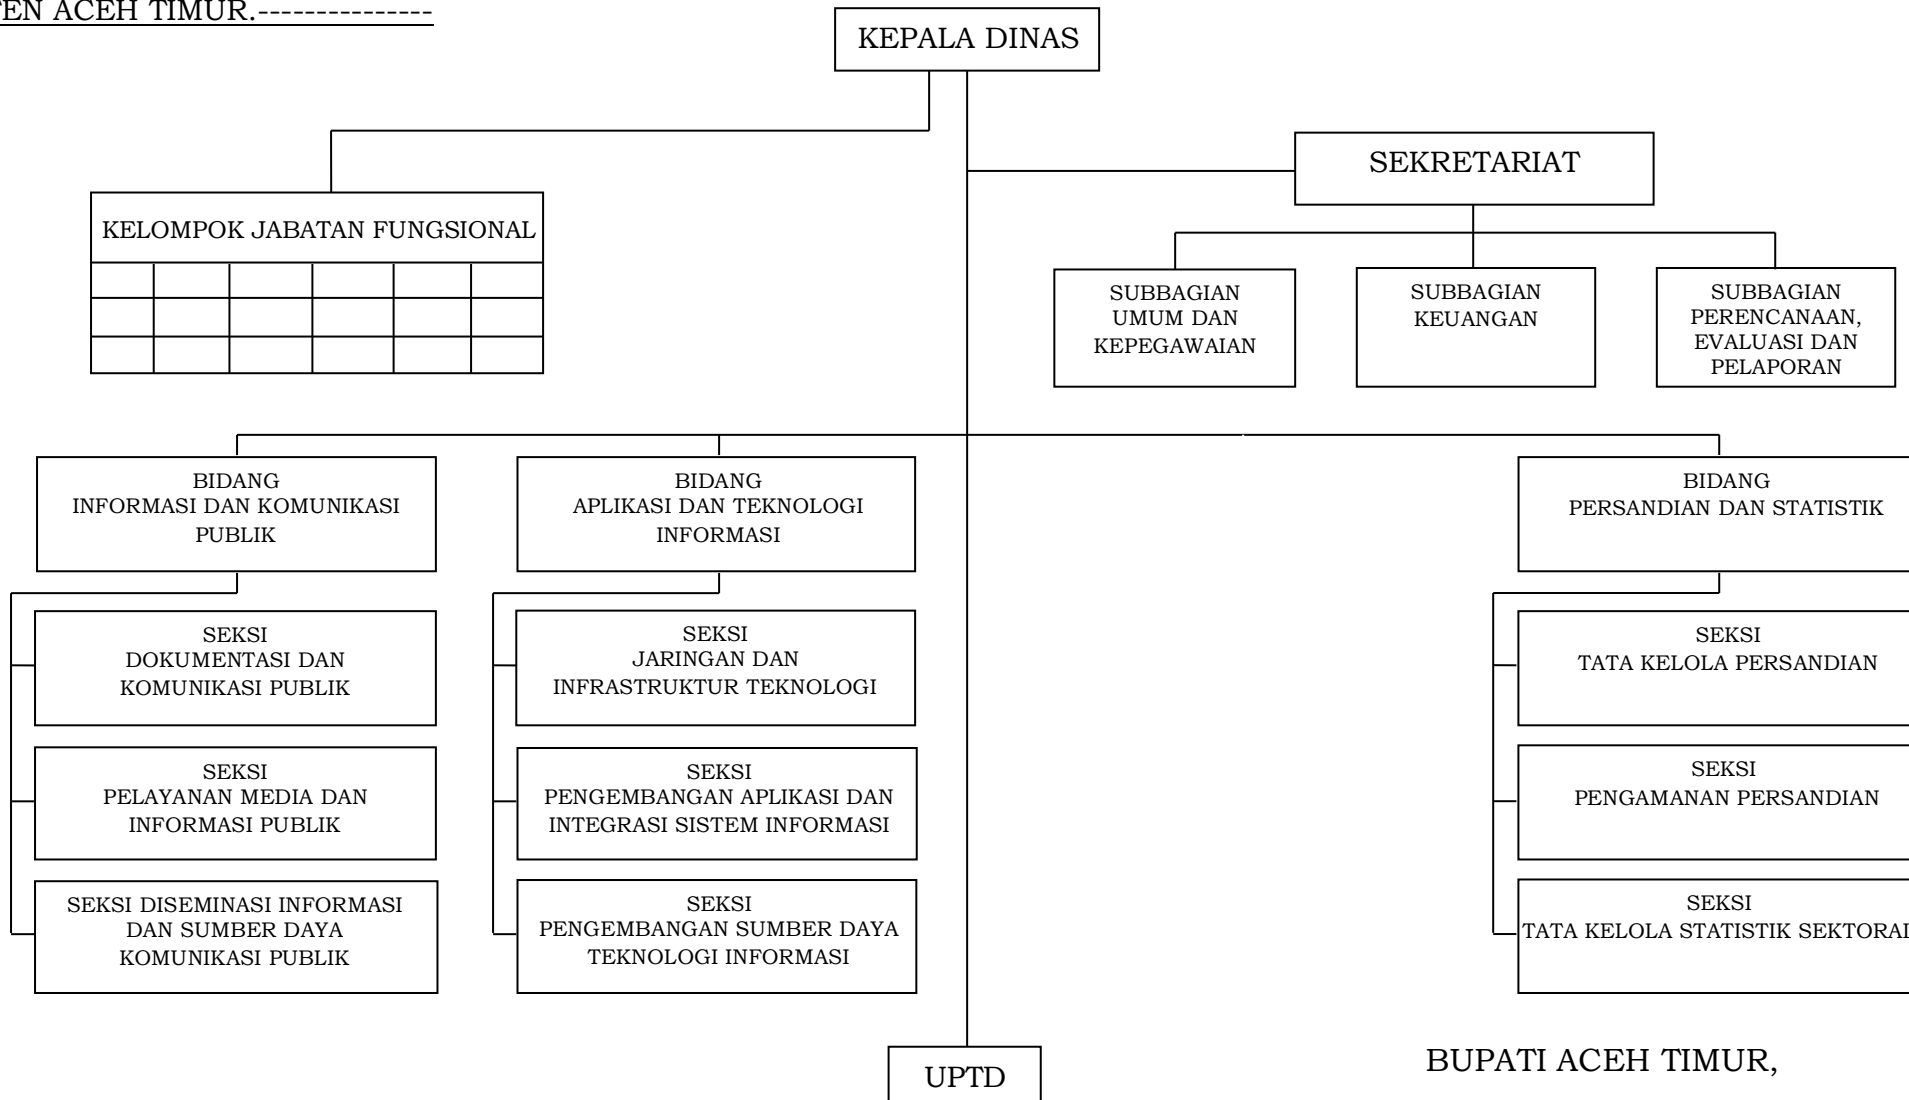 TEN ACEH TIMUR.---------------
KEPALA DINAS
SEKRETARIAT
KELOMPOK JABATAN FUNGSIONAL
SUBBAGIAN
UMUM DAN
KEPEGAWAIAN
SUBBAGIAN
KEUANGAN
SUBBAGIAN
PERENCANAAN,
EVALUASI DAN
PELAPORAN
BIDANG
INFORMASI DAN KOMUNIKASI
PUBLIK
BIDANG
APLIKASI DAN TEKNOLOGI
INFORMASI
BIDANG
PERSANDIAN DAN STATISTIK
SEKSI
DOKUMENTASI DAN
KOMUNIKASI PUBLIK
SEKSI
JARINGAN DAN
INFRASTRUKTUR TEKNOLOGI
SEKSI
TATA KELOLA PERSANDIAN
SEKSI
PELAYANAN MEDIA DAN
INFORMASI PUBLIK
SEKSI
PENGEMBANGAN APLIKASI DAN
INTEGRASI SISTEM INFORMASI
SEKSI
PENGAMANAN PERSANDIAN
SEKSI DISEMINASI INFORMASI
DAN SUMBER DAYA
KOMUNIKASI PUBLIK
SEKSI
PENGEMBANGAN SUMBER DAYA
TEKNOLOGI INFORMASI
SEKSI
TATA KELOLA STATISTIK SEKTORAL
UPTD
BUPATI ACEH TIMUR,